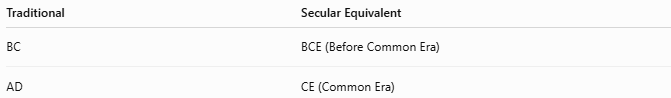 Traditional Secular Equivalent
BC BCE (Before Common Era)
AD CE (Common Era)